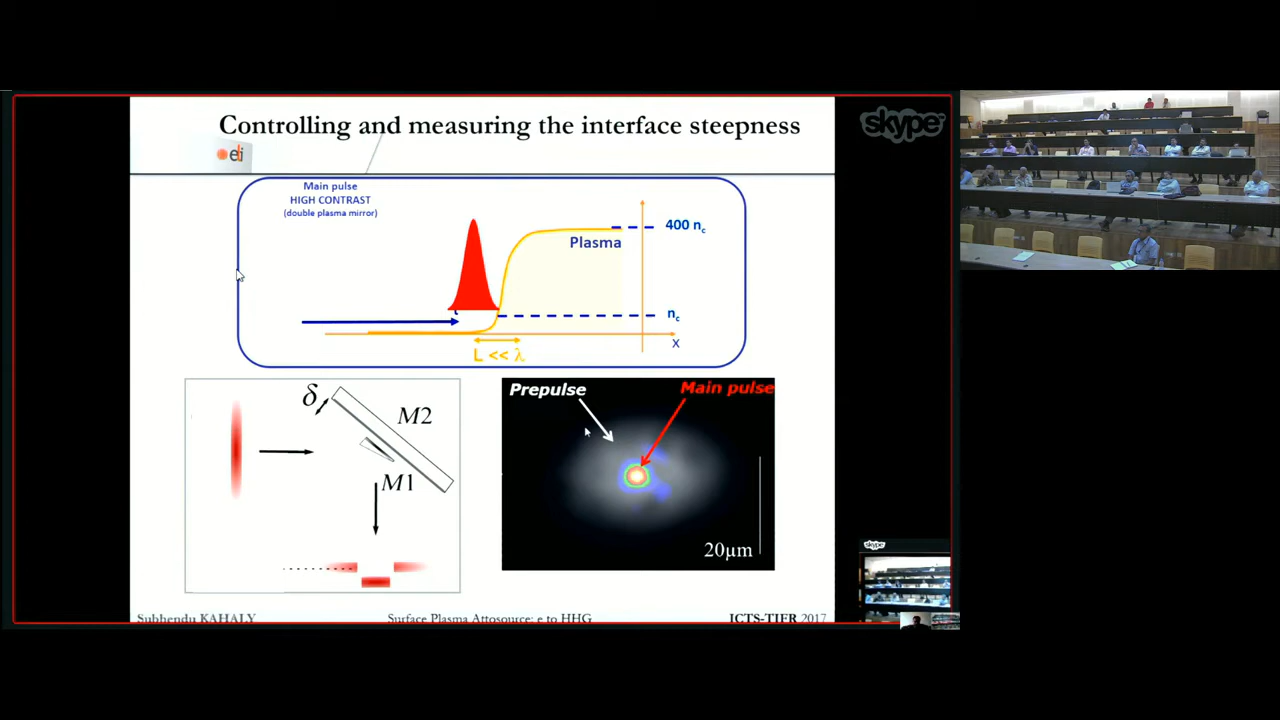 Controlling and measuring the interface steepness
eli
skype
Main pulse
HIGH CONTRAST
(double plasma mirror)
Plasma
400 nc
nc
x
L << λ
δ
M2
M1
Prepulse
Main pulse
20µm
skype
Subhendu KAHALY
Surface Plasma Attosource: e to HHG
ICTS-TIFR 2017